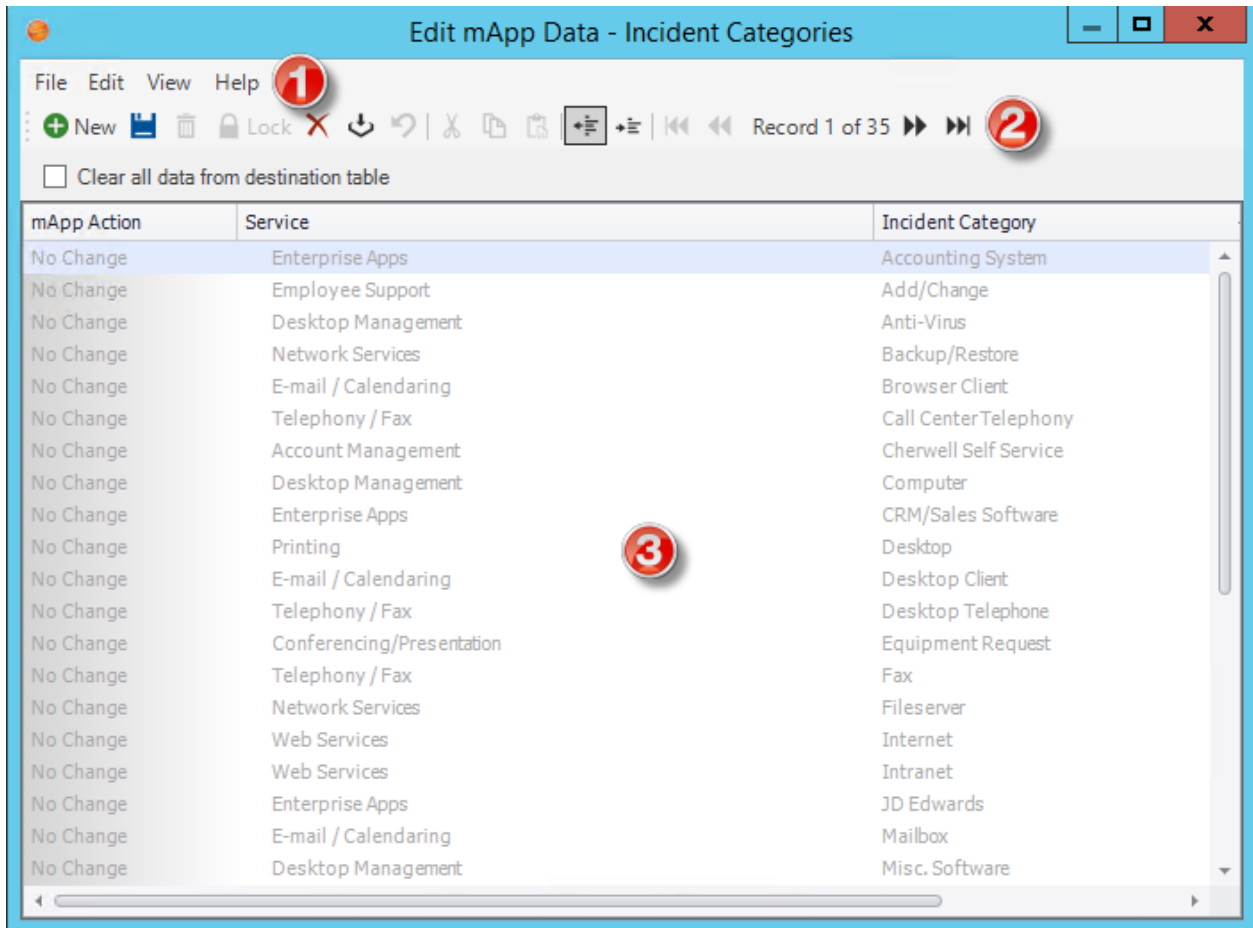 Edit mApp Data - Incident Categories
File Edit View Help 1
New Lock Record 1 of 35 2
Clear all data from destination table
mApp Action Service Incident Category
No Change Enterprise Apps Accounting System
No Change Employee Support Add/Change
No Change Desktop Management Anti-Virus
No Change Network Services Backup/Restore
No Change E-mail / Calendaring Browser Client
No Change Telephony / Fax Call Center Telephony
No Change Account Management Cherwell Self Service
No Change Desktop Management Computer
No Change Enterprise Apps CRM/Sales Software
No Change Printing 3 Desktop
No Change E-mail / Calendaring Desktop Client
No Change Telephony / Fax Desktop Telephone
No Change Conferencing/Presentation Equipment Request
No Change Telephony / Fax Fax
No Change Network Services Fileserver
No Change Web Services Internet
No Change Web Services Intranet
No Change Enterprise Apps JD Edwards
No Change E-mail / Calendaring Mailbox
No Change Desktop Management Misc. Software